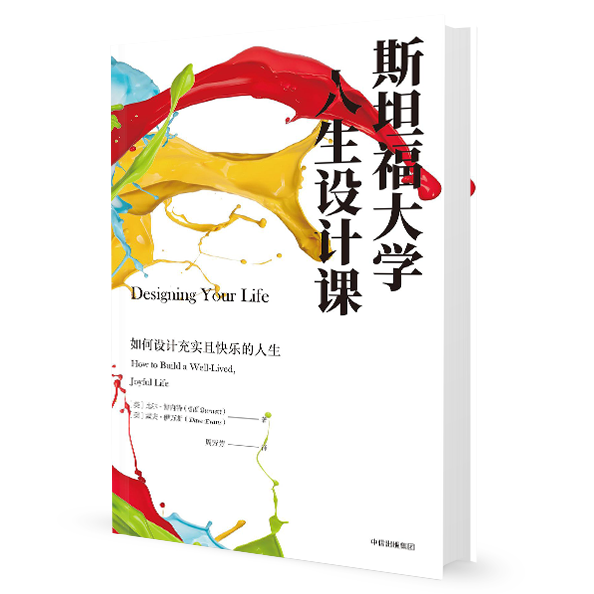 斯坦福大学
人生设计课
Designing Your Life
如何设计充实且快乐的人生
How to Build a Well-Lived,
Joyful Life
著
译
中信出版集团